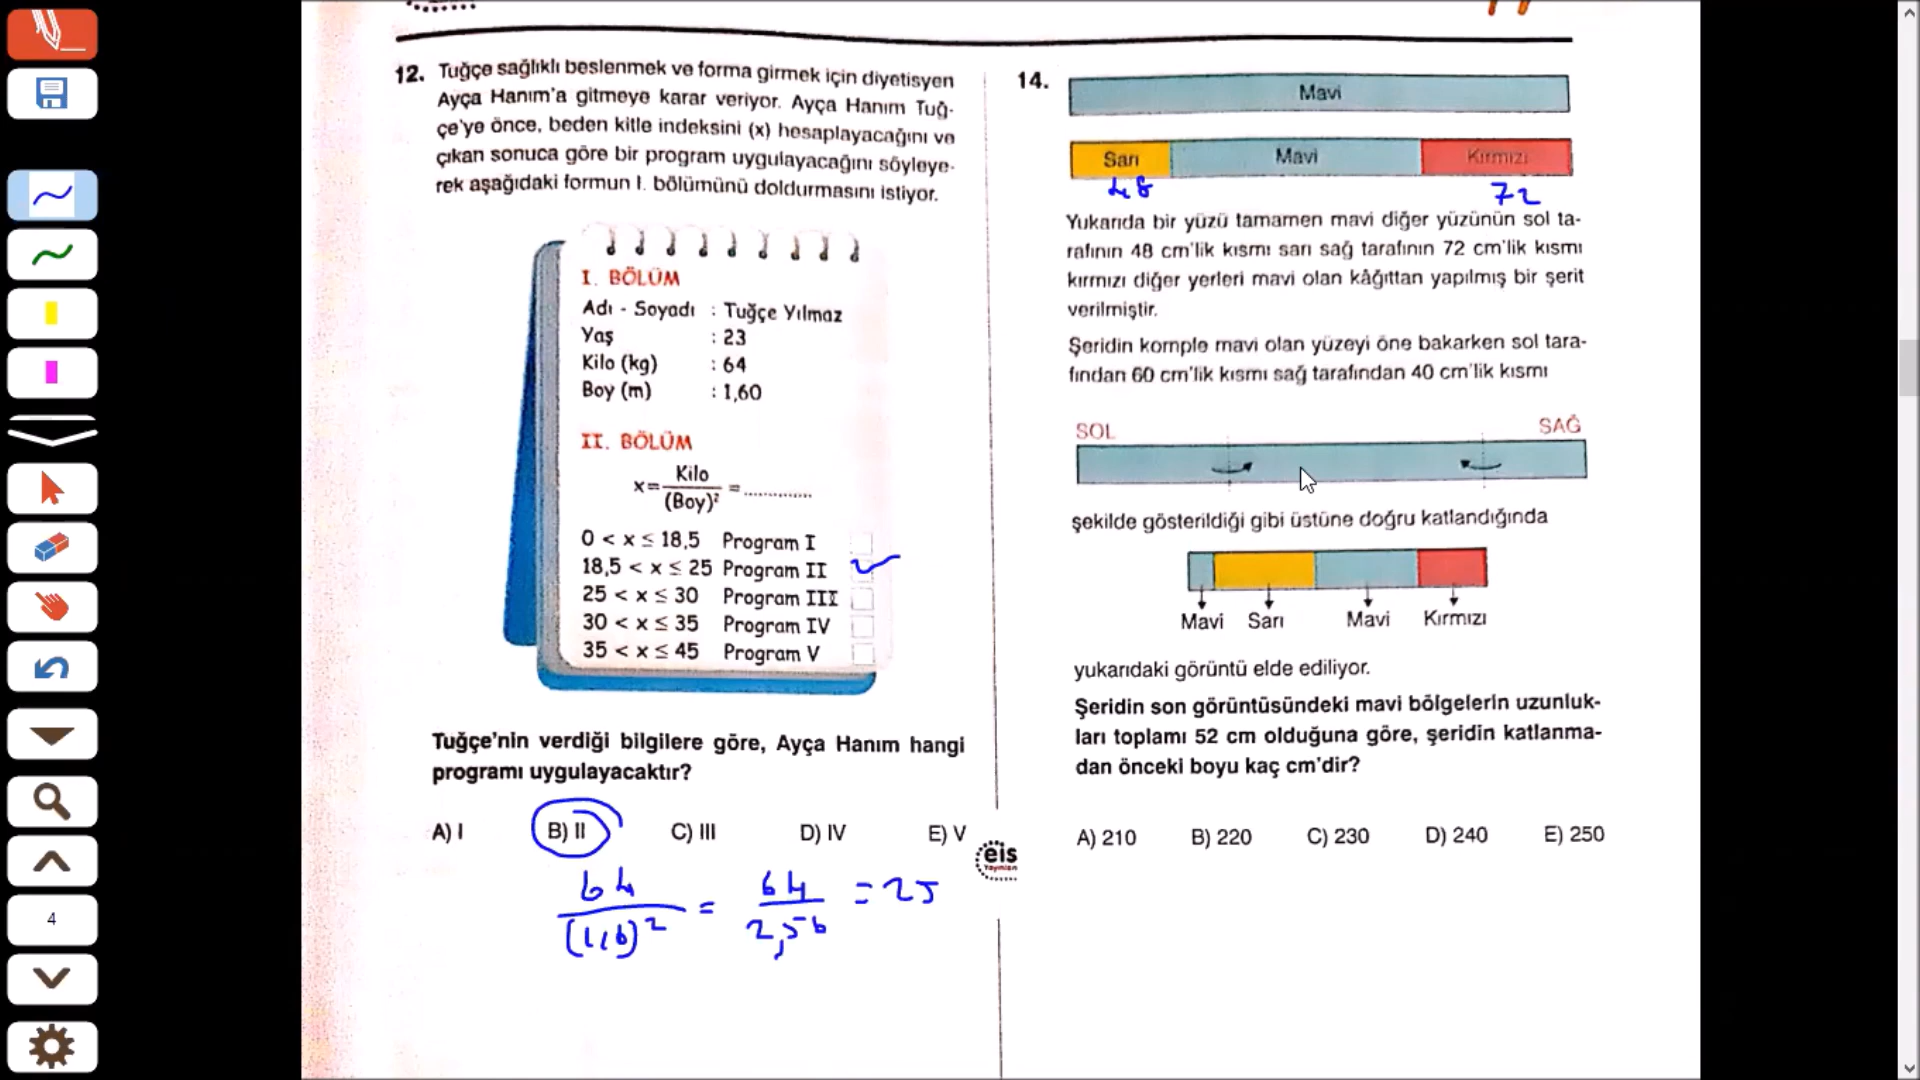 12. Tuğçe sağlıklı beslenmek ve forma girmek için diyetisyen
Ayça Hanım'a gitmeye karar veriyor. Ayça Hanım Tuğ-
çe'ye önce, beden kitle indeksini (x) hesaplayacağını ve
çıkan sonuca göre bir program uygulayacağını söyleye-
rek aşağıdaki formun I. bölümünü doldurmasını istiyor.
I. BÖLÜM
Adı - Soyadı : Tuğçe Yılmaz
Yaş : 23
Kilo (kg) : 64
Boy (m) : 1,60
II. BÖLÜM
x = Kilo / (Boy)² = ............
0 < x ≤ 18,5 Program I
18,5 < x ≤ 25 Program II
25 < x ≤ 30 Program III
30 < x ≤ 35 Program IV
35 < x ≤ 45 Program V
Tuğçe'nin verdiği bilgilere göre, Ayça Hanım hangi
programı uygulayacaktır?
A) I B) II C) III D) IV E) V
64 / (1,6)² = 64 / 2,56 = 25
eis
Yayınları
14.
Mavi
Sarı Mavi Kırmızı
48 72
Yukarıda bir yüzü tamamen mavi diğer yüzünün sol ta-
rafının 48 cm'lik kısmı sarı sağ tarafının 72 cm'lik kısmı
kırmızı diğer yerleri mavi olan kâğıttan yapılmış bir şerit
verilmiştir.
Şeridin komple mavi olan yüzeyi öne bakarken sol tara-
fından 60 cm'lik kısmı sağ tarafından 40 cm'lik kısmı
SOL SAĞ
şekilde gösterildiği gibi üstüne doğru katlandığında
Mavi Sarı Mavi Kırmızı
yukarıdaki görüntü elde ediliyor.
Şeridin son görüntüsündeki mavi bölgelerin uzunluk-
ları toplamı 52 cm olduğuna göre, şeridin katlanma-
dan önceki boyu kaç cm'dir?
A) 210 B) 220 C) 230 D) 240 E) 250
4